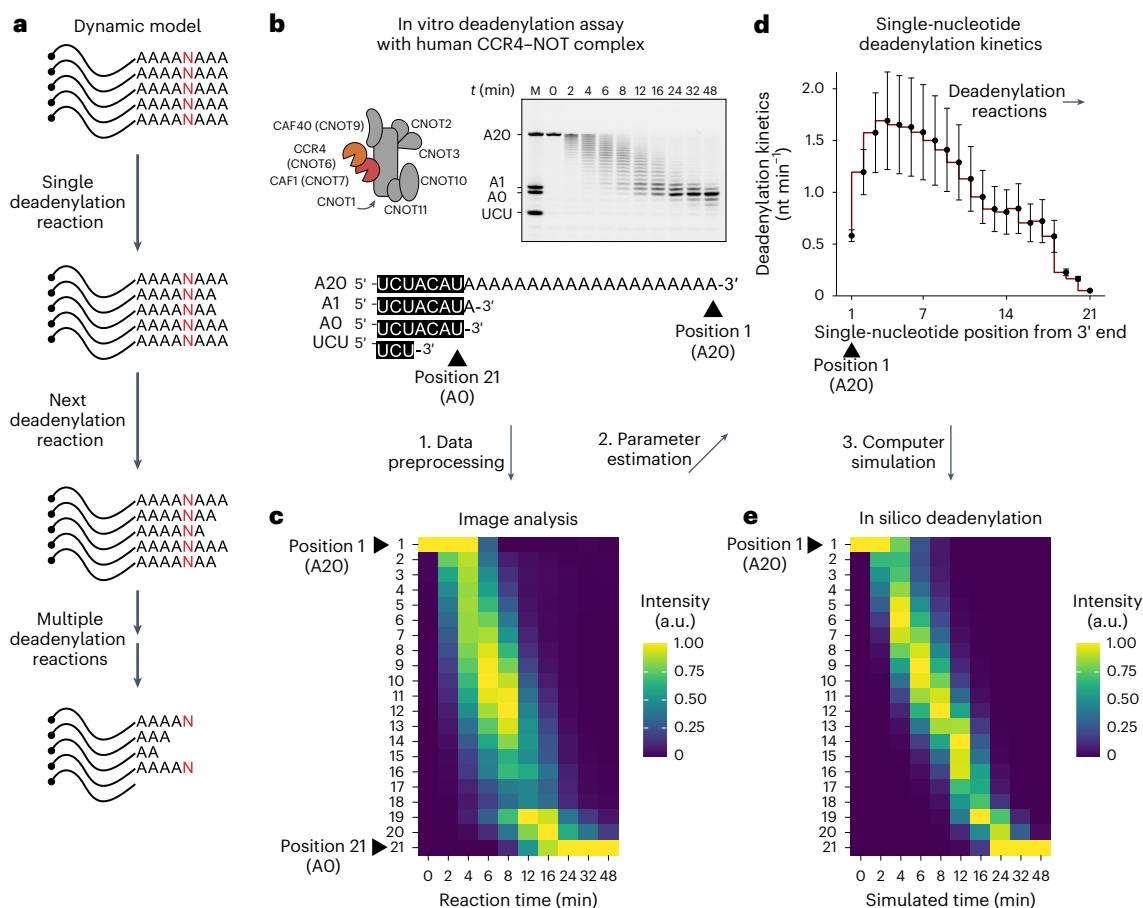 a
Dynamic model
AAAANAAA
AAAANAAA
AAAANAAA
AAAANAAA
AAAANAAA
Single
deadenylation
reaction
AAAANAAA
AAAANAA
AAAANAA
AAAANAAA
AAAANAAA
Next
deadenylation
reaction
AAAANAAA
AAAANAA
AAAANA
AAAANAAA
AAAANAA
Multiple
deadenylation
reactions
AAAAN
AAA
AA
AAAAN
b
In vitro deadenylation assay
with human CCR4–NOT complex
CAF40 (CNOT9)
CNOT2
CCR4
(CNOT6)
CNOT3
CAF1 (CNOT7)
CNOT10
CNOT1
CNOT11
t (min)
M 0 2 4 6 8 12 16 24 32 48
A20
A1
A0
UCU
A20 5′ UCUACAUAAAAAAAAAAAAAAAAAAAA-3′
A1 5′ UCUACAUA-3′
A0 5′ UCUACAU-3′
UCU 5′ UCU-3′
Position 21
(A0)
Position 1
(A20)
1. Data
preprocessing
2. Parameter
estimation
3. Computer
simulation
c
Image analysis
Position 1
(A20)
1
2
3
4
5
6
7
8
9
10
11
12
13
14
15
16
17
18
19
20
21
Position 21
(A0)
0 2 4 6 8 12 16 24 32 48
Reaction time (min)
Intensity
(a.u.)
1.00
0.75
0.50
0.25
0
d
Single-nucleotide
deadenylation kinetics
Deadenylation kinetics
(nt min−1)
2.0
1.5
1.0
0.5
0
Deadenylation
reactions
1 7 14 21
Single-nucleotide position from 3′ end
Position 1
(A20)
e
In silico deadenylation
Position 1
(A20)
1
2
3
4
5
6
7
8
9
10
11
12
13
14
15
16
17
18
19
20
21
0 2 4 6 8 12 16 24 32 48
Simulated time (min)
Intensity
(a.u.)
1.00
0.75
0.50
0.25
0